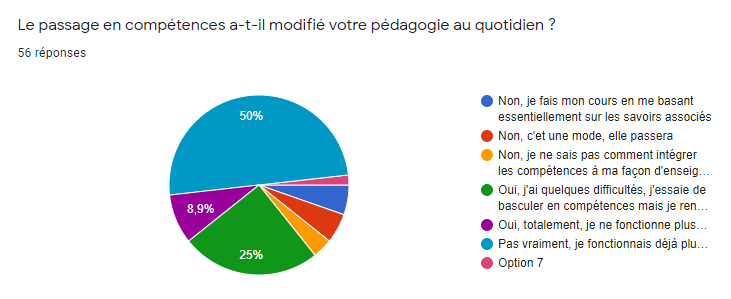 Le passage en compétences a-t-il modifié votre pédagogie au quotidien ?
56 réponses
50%
8,9%
25%
Non, je fais mon cours en me basant
essentiellement sur les savoirs associés
Non, c'et une mode, elle passera
Non, je ne sais pas comment intégrer
les compétences à ma façon d'enseig…
Oui, j'ai quelques difficultés, j'essaie de
basculer en compétences mais je ren…
Oui, totalement, je ne fonctionne plus…
Pas vraiment, je fonctionnais déjà plu…
Option 7